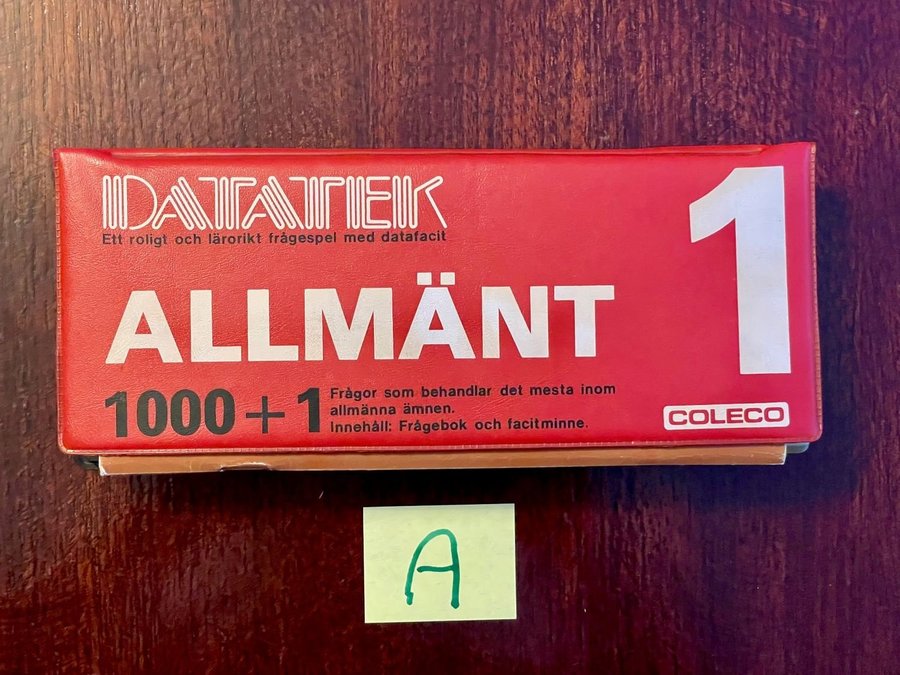 DATATEK
Ett roligt och lärorikt frågespel med datafacit
1
ALLMÄNT
1000+1
Frågor som behandlar det mesta inom
allmänna ämnen.
Innehåll: Frågebok och facitminne.
COLECO
A